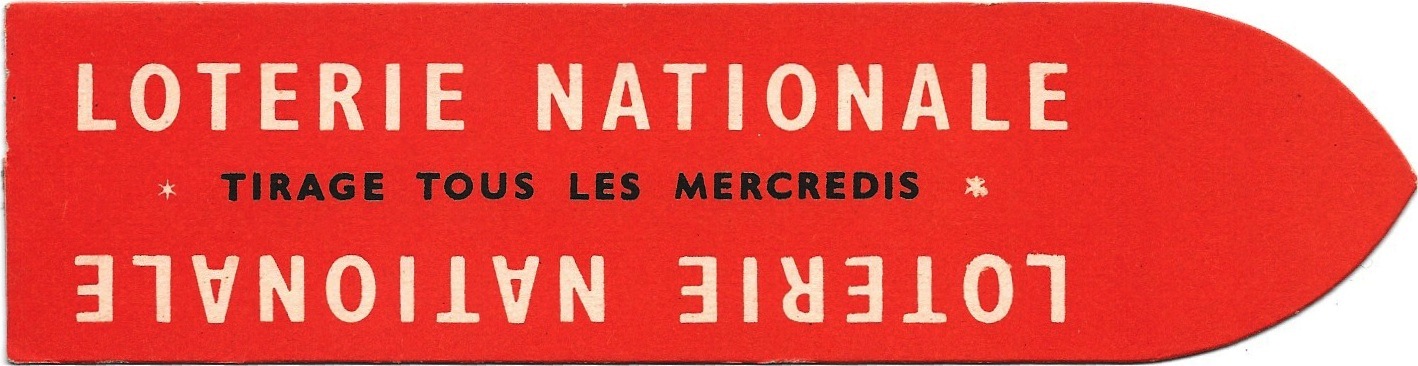 LOTERIE NATIONALE
* TIRAGE TOUS LES MERCREDIS *
LOTERIE NATIONALE